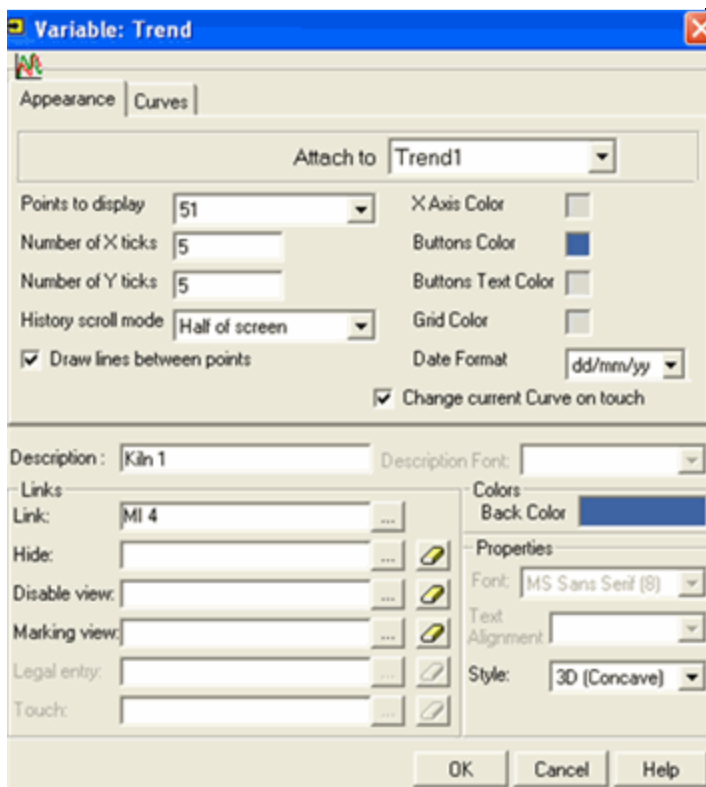 Variable: Trend
Appearance Curves
Attach to Trend1
Points to display 51 X Axis Color
Number of X ticks 5 Buttons Color
Number of Y ticks 5 Buttons Text Color
History scroll mode Half of screen Grid Color
Draw lines between points Date Format dd/mm/yy
Change current Curve on touch
Description : Kiln 1 Description Font:
Links Colors
Link: MI 4 ... Back Color
Hide: ... Properties
Disable view: ... Font: MS Sans Serif (8)
Marking view: ... Text Alignment
Legal entry: ... Style: 3D (Concave)
Touch: ...
OK Cancel Help